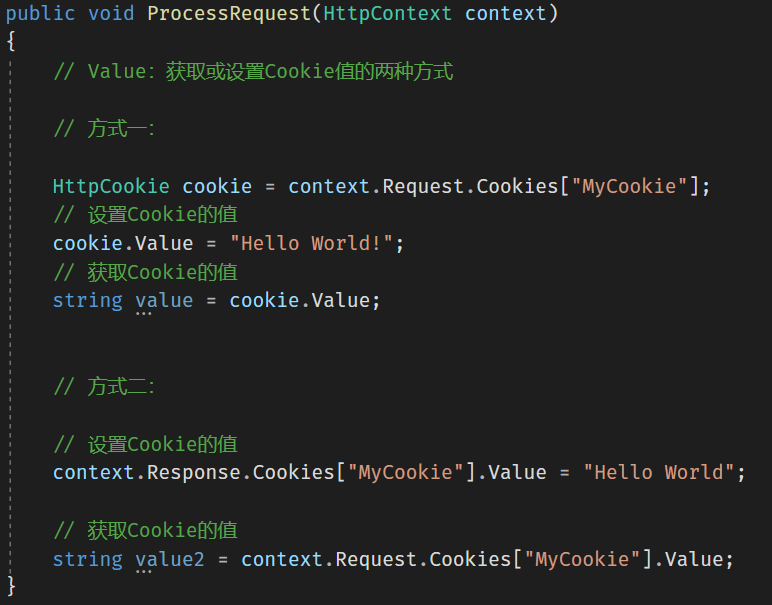 public void ProcessRequest(HttpContext context)
{
// Value：获取或设置Cookie值的两种方式
// 方式一：
HttpCookie cookie = context.Request.Cookies["MyCookie"];
// 设置Cookie的值
cookie.Value = "Hello World!";
// 获取Cookie的值
string value = cookie.Value;
// 方式二：
// 设置Cookie的值
context.Response.Cookies["MyCookie"].Value = "Hello World";
// 获取Cookie的值
string value2 = context.Request.Cookies["MyCookie"].Value;
}